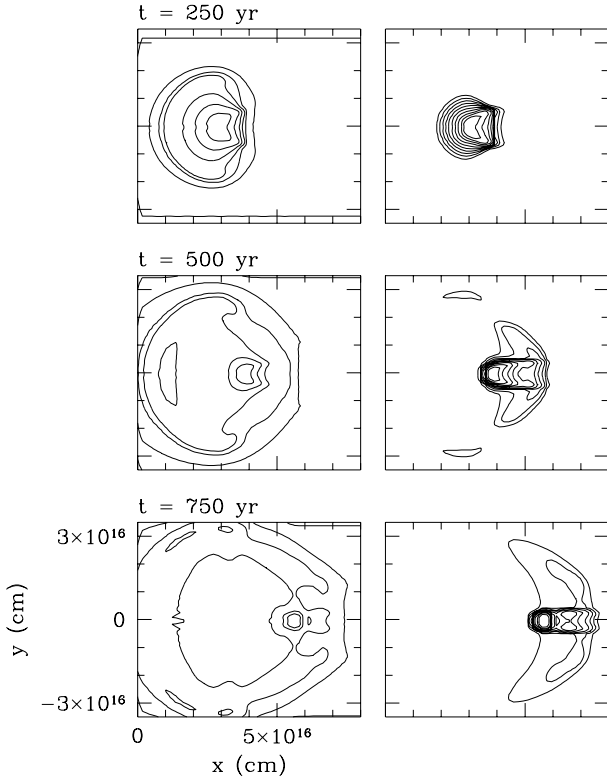 t = 250 yr
t = 500 yr
t = 750 yr
3×10¹⁶
0
−3×10¹⁶
y (cm)
0
5×10¹⁶
x (cm)